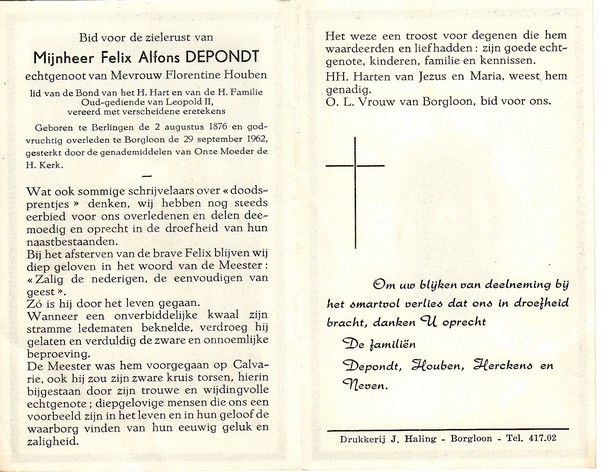 Bid voor de zielerust van
Mijnheer Felix Alfons DEPONDT
echtgenoot van Mevrouw Florentine Houben
lid van de Bond van het H. Hart en van de H. Familie
Oud-gediende van Leopold II,
vereerd met verscheidene eretekens
Geboren te Berlingen de 2 augustus 1876 en god-
vruchtig overleden te Borgloon de 29 september 1962,
gesterkt door de genademiddelen van Onze Moeder de
H. Kerk.
—
Wat ook sommige schrijvelaars over « doods-
prentjes » denken, wij hebben nog steeds
eerbied voor ons overledenen en delen dee-
moedig en oprecht in de droefheid van hun
naastbestaanden.
Bij het afsterven van de brave Felix blijven wij
diep geloven in het woord van de Meester :
« Zalig de nederigen, de eenvoudigen van
geest ».
Zó is hij door het leven gegaan.
Wanneer een onverbiddelijke kwaal zijn
stramme ledematen beknelde, verdroeg hij
gelaten en verduldig de zware en onnoemlijke
beproeving.
De Meester was hem voorgegaan op Calva-
rie, ook hij zou zijn zware kruis torsen, hierin
bijgestaan door zijn trouwe en wijdingvolle
echtgenote ; diepgelovige mensen die ons een
voorbeeld zijn in het leven en in hun geloof de
waarborg vinden van hun eeuwig geluk en
zaligheid.
Het weze een troost voor degenen die hem
waardeerden en liefhadden : zijn goede echt-
genote, kinderen, familie en kennissen.
HH. Harten van Jezus en Maria, weest hem
genadig.
O. L. Vrouw van Borgloon, bid voor ons.
Om uw blijken van deelneming bij
het smartvol verlies dat ons in droefheid
bracht, danken U oprecht
De familiën
Depondt, Houben, Herckens en
Neven.
Drukkerij J. Haling - Borgloon - Tel. 417.02